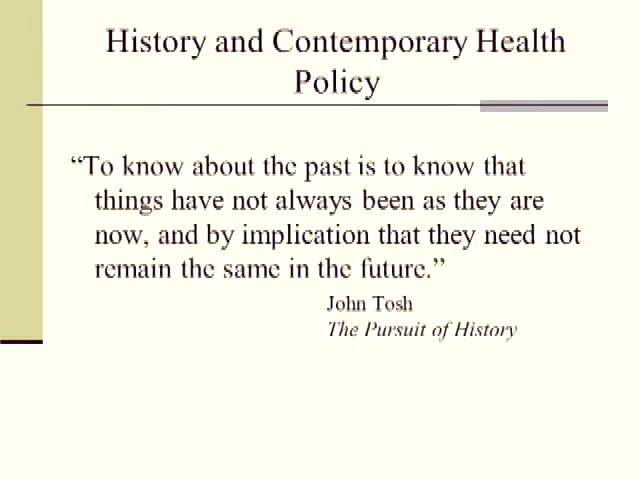 History and Contemporary Health
Policy
“To know about the past is to know that
things have not always been as they are
now, and by implication that they need not
remain the same in the future.”
John Tosh
The Pursuit of History